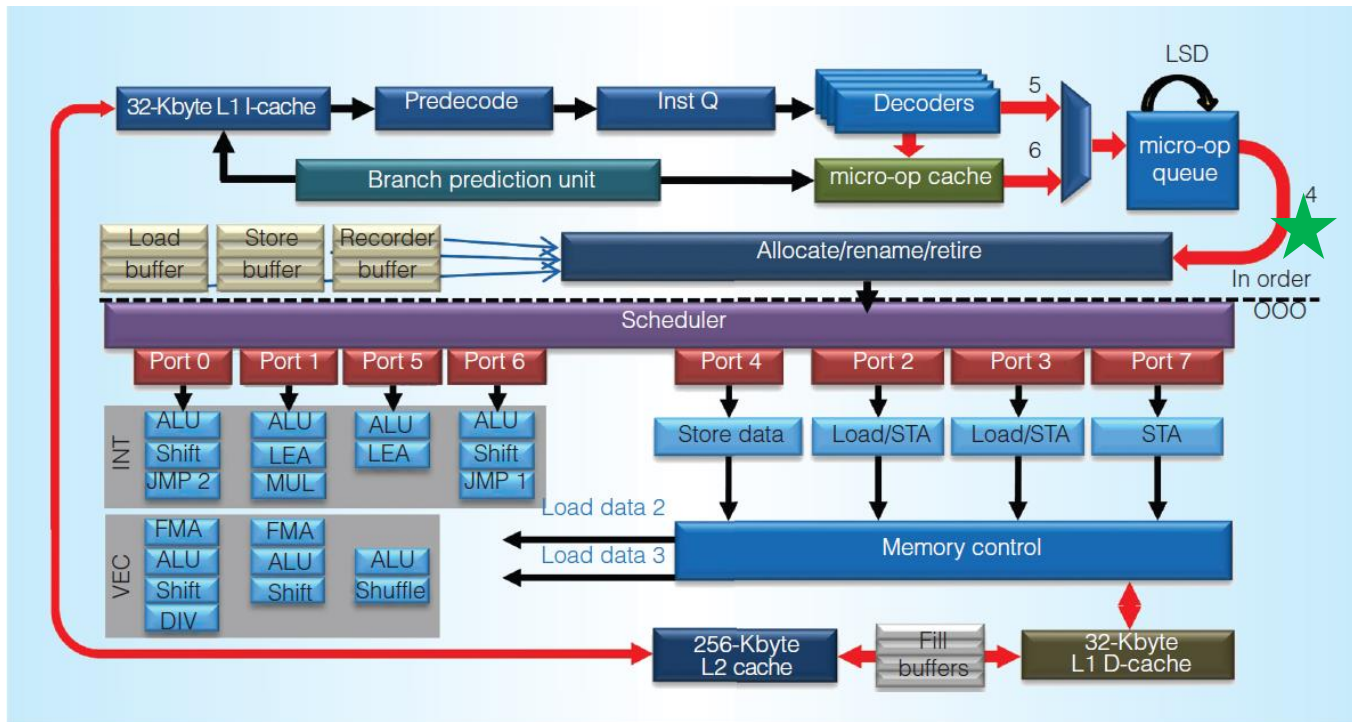 LSD
32-Kbyte L1 I-cache
Predecode
Inst Q
Decoders
5
micro-op
queue
6
Branch prediction unit
micro-op cache
4
Load
buffer
Store
buffer
Recorder
buffer
Allocate/rename/retire
In order
OOO
Scheduler
Port 0
Port 1
Port 5
Port 6
Port 4
Port 2
Port 3
Port 7
INT
ALU
Shift
JMP 2
ALU
LEA
MUL
ALU
LEA
ALU
Shift
JMP 1
Store data
Load/STA
Load/STA
STA
Load data 2
Load data 3
Memory control
VEC
FMA
ALU
Shift
DIV
FMA
ALU
Shift
ALU
Shuffle
256-Kbyte
L2 cache
Fill
buffers
32-Kbyte
L1 D-cache